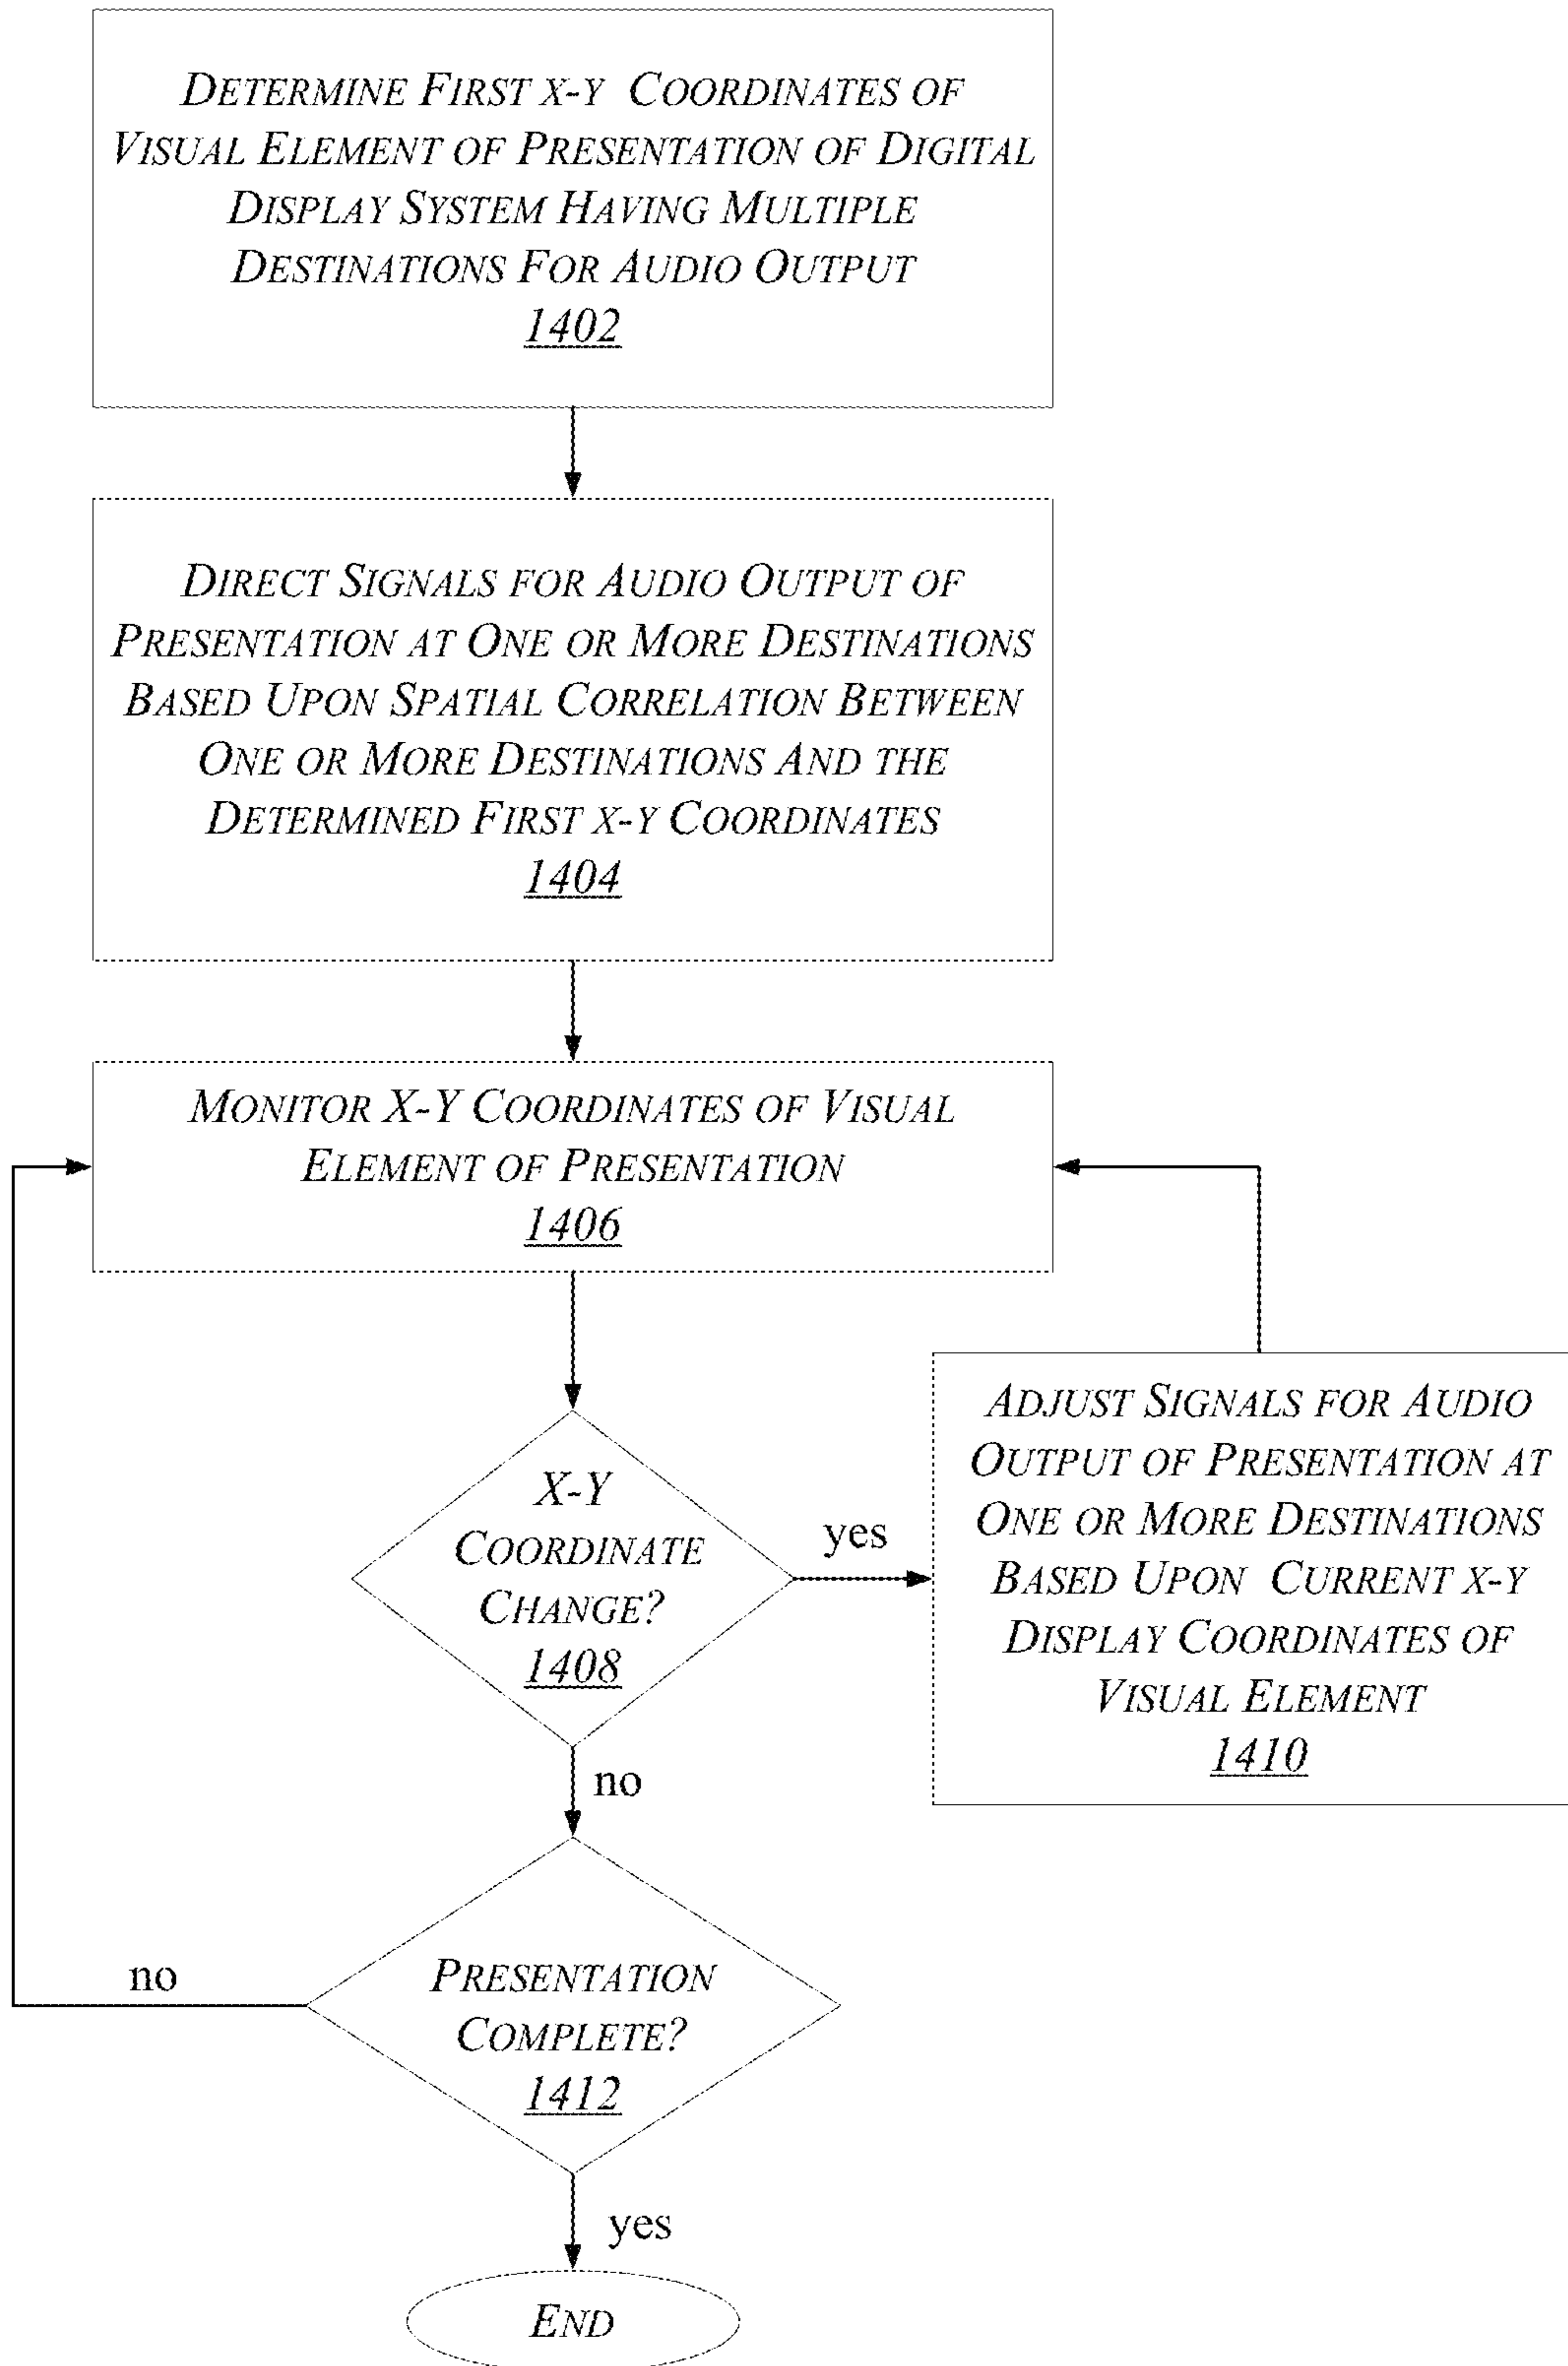 DETERMINE FIRST X-Y COORDINATES OF
VISUAL ELEMENT OF PRESENTATION OF DIGITAL
DISPLAY SYSTEM HAVING MULTIPLE
DESTINATIONS FOR AUDIO OUTPUT
1402
DIRECT SIGNALS FOR AUDIO OUTPUT OF
PRESENTATION AT ONE OR MORE DESTINATIONS
BASED UPON SPATIAL CORRELATION BETWEEN
ONE OR MORE DESTINATIONS AND THE
DETERMINED FIRST X-Y COORDINATES
1404
MONITOR X-Y COORDINATES OF VISUAL
ELEMENT OF PRESENTATION
1406
X-Y
COORDINATE
CHANGE?
1408
yes
ADJUST SIGNALS FOR AUDIO
OUTPUT OF PRESENTATION AT
ONE OR MORE DESTINATIONS
BASED UPON CURRENT X-Y
DISPLAY COORDINATES OF
VISUAL ELEMENT
1410
no
PRESENTATION
COMPLETE?
1412
no
yes
END